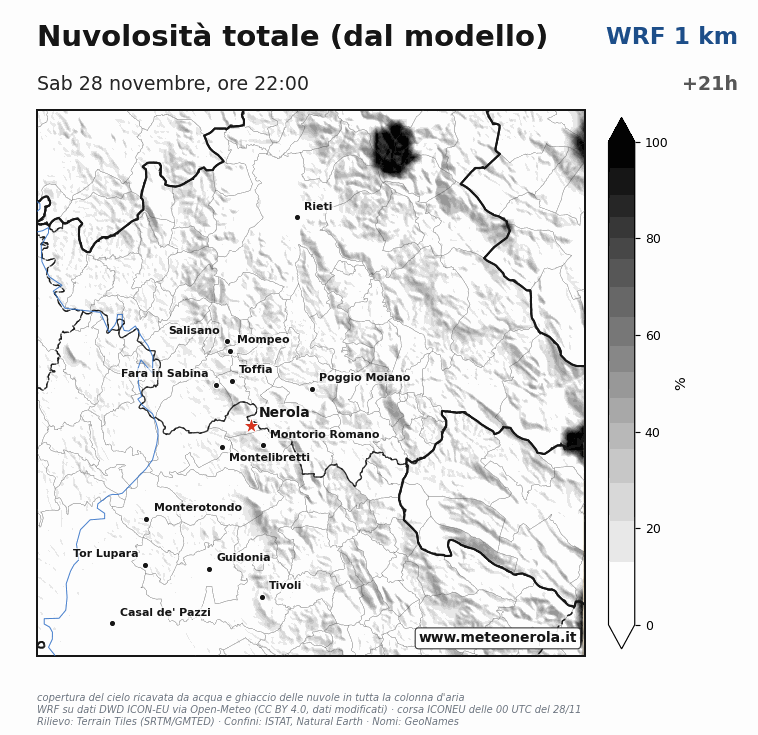 Nuvolosità totale (dal modello)
WRF 1 km
Sab 28 novembre, ore 22:00
+21h
100
80
60
40
20
0
%
Rieti
Salisano
Mompeo
Fara in Sabina
Toffia
Poggio Moiano
Nerola
Montorio Romano
Montelibretti
Monterotondo
Tor Lupara
Guidonia
Tivoli
Casal de' Pazzi
www.meteonerola.it
copertura del cielo ricavata da acqua e ghiaccio delle nuvole in tutta la colonna d'aria
WRF su dati DWD ICON-EU via Open-Meteo (CC BY 4.0, dati modificati) · corsa ICONEU delle 00 UTC del 28/11
Rilievo: Terrain Tiles (SRTM/GMTED) · Confini: ISTAT, Natural Earth · Nomi: GeoNames